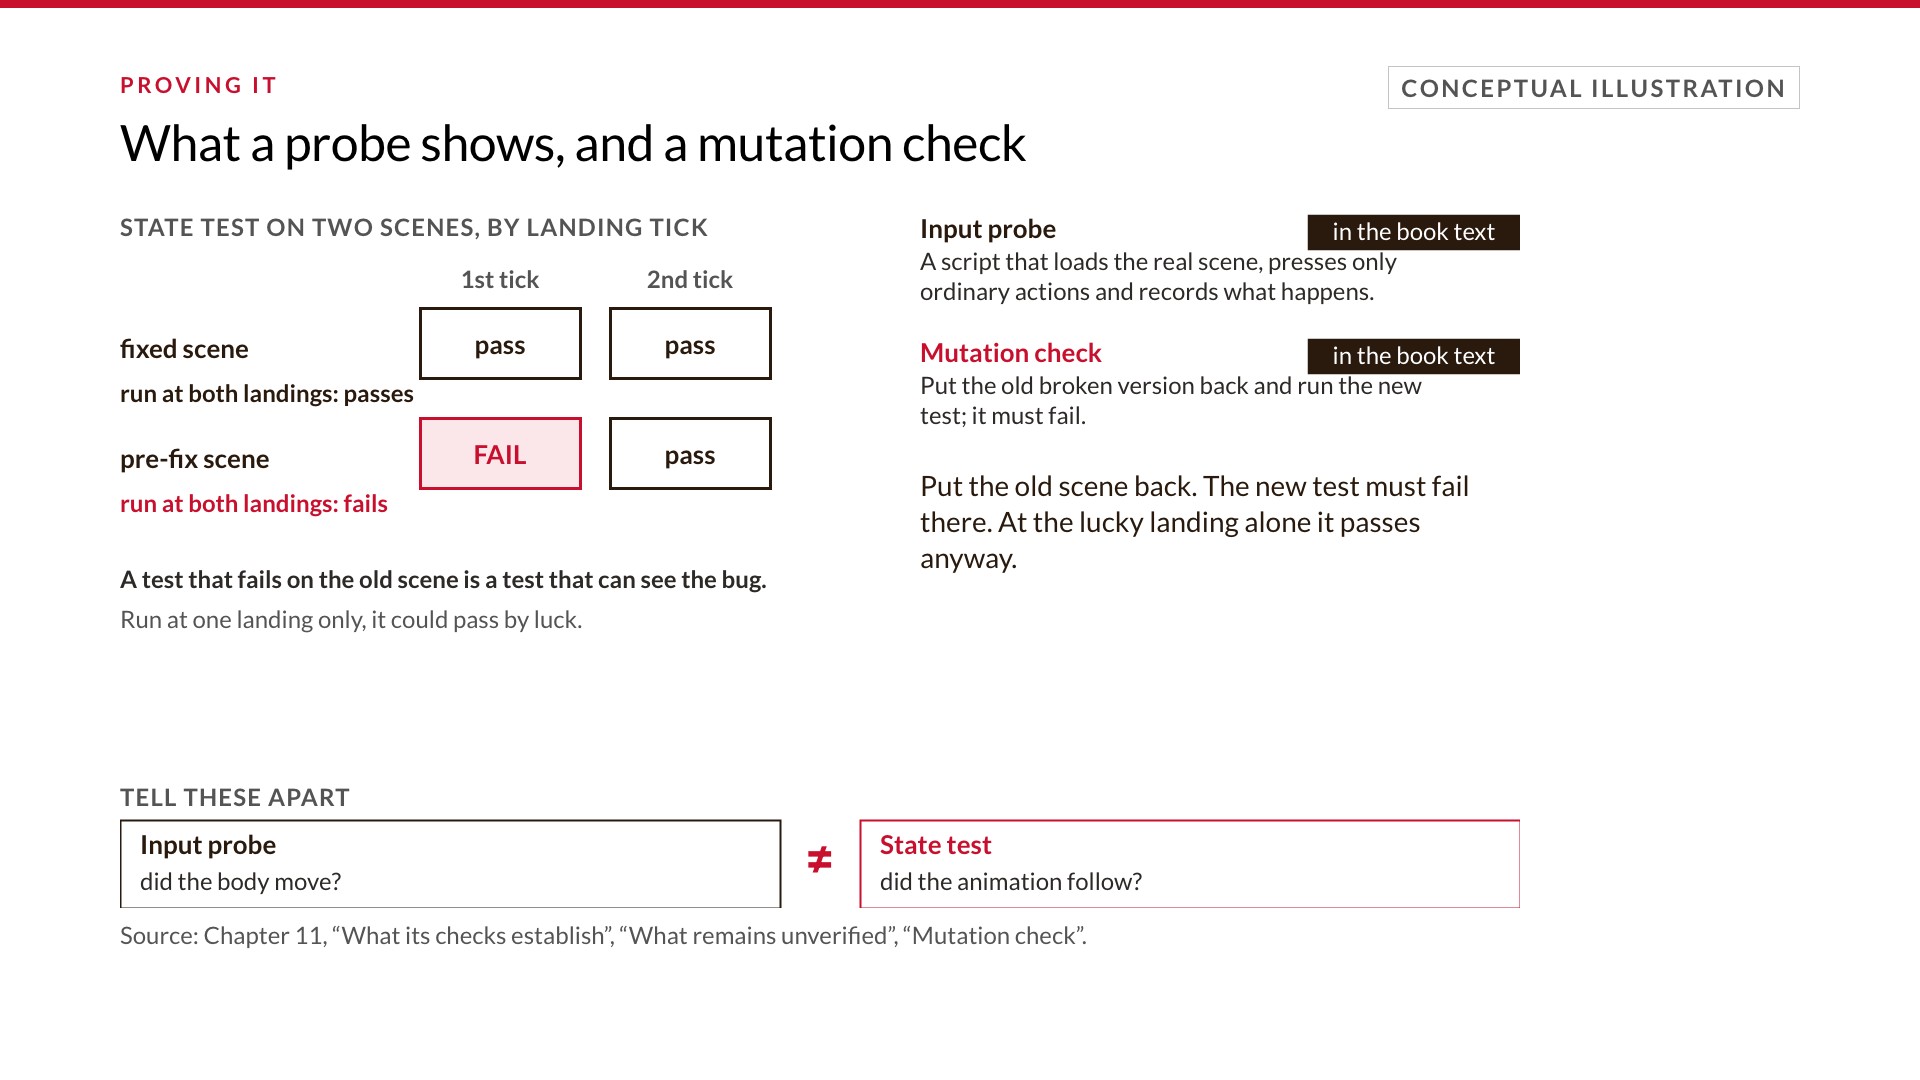 PROVING IT
CONCEPTUAL ILLUSTRATION
What a probe shows, and a mutation check
STATE TEST ON TWO SCENES, BY LANDING TICK
1st tick
2nd tick
fixed scene
pass
pass
run at both landings: passes
pre-fix scene
FAIL
pass
run at both landings: fails
A test that fails on the old scene is a test that can see the bug.
Run at one landing only, it could pass by luck.
Input probe
in the book text
A script that loads the real scene, presses only
ordinary actions and records what happens.
Mutation check
in the book text
Put the old broken version back and run the new
test; it must fail.
Put the old scene back. The new test must fail
there. At the lucky landing alone it passes
anyway.
TELL THESE APART
Input probe
did the body move?
≠
State test
did the animation follow?
Source: Chapter 11, “What its checks establish”, “What remains unverified”, “Mutation check”.